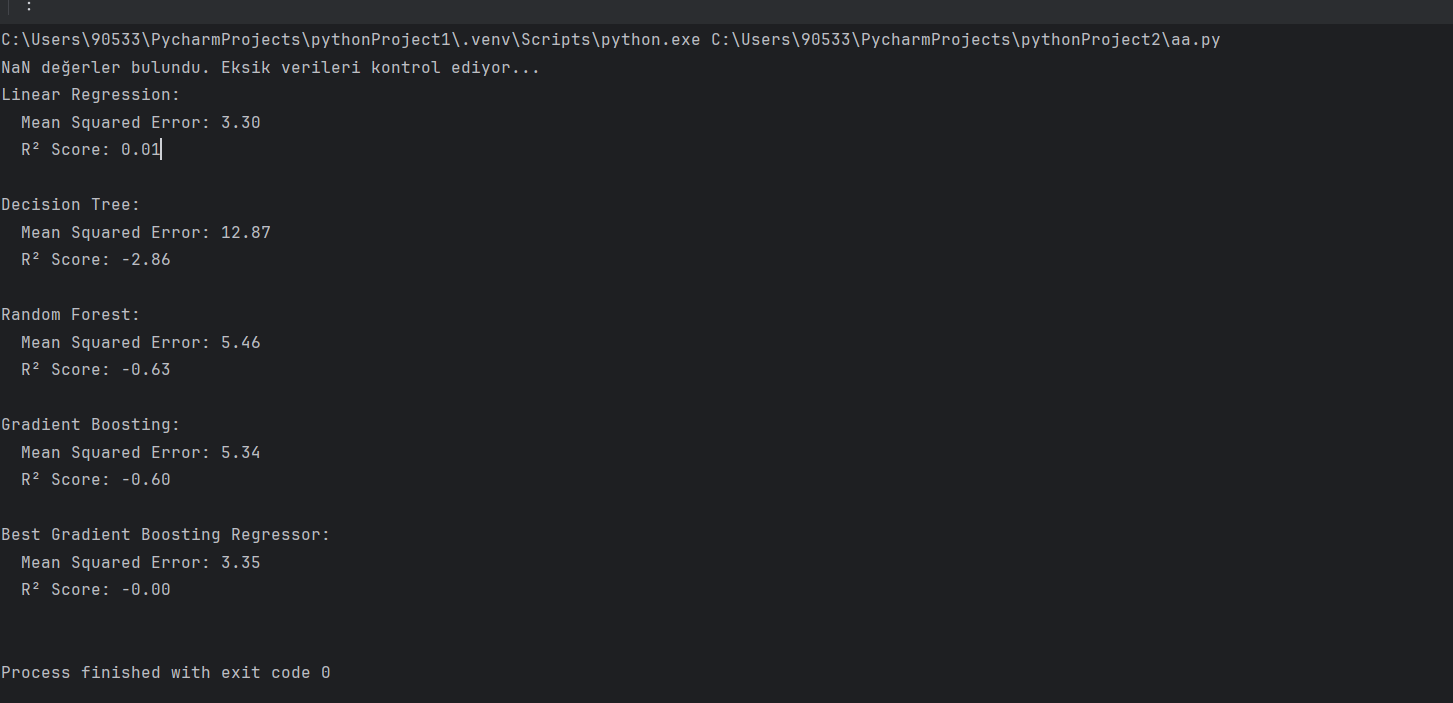 :
C:\Users\90533\PycharmProjects\pythonProject1\.venv\Scripts\python.exe C:\Users\90533\PycharmProjects\pythonProject2\aa.py
NaN değerler bulundu. Eksik verileri kontrol ediyor...
Linear Regression:
  Mean Squared Error: 3.30
  R² Score: 0.01
Decision Tree:
  Mean Squared Error: 12.87
  R² Score: -2.86
Random Forest:
  Mean Squared Error: 5.46
  R² Score: -0.63
Gradient Boosting:
  Mean Squared Error: 5.34
  R² Score: -0.60
Best Gradient Boosting Regressor:
  Mean Squared Error: 3.35
  R² Score: -0.00
Process finished with exit code 0